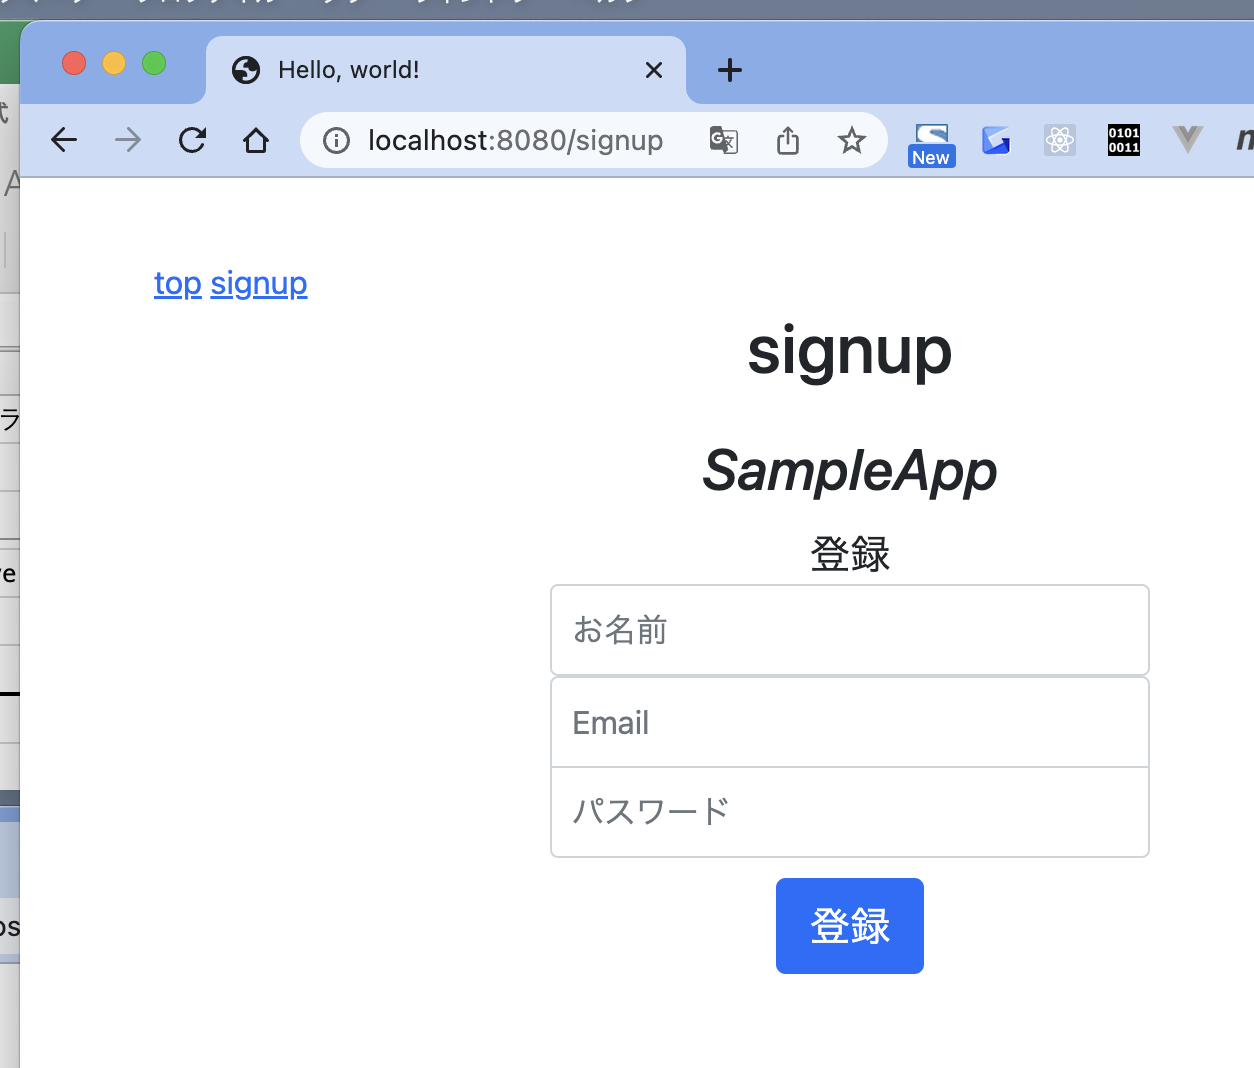 Hello, world!
localhost:8080/signup
New
0101
0011
top signup
signup
SampleApp
登録
お名前
Email
パスワード
登録